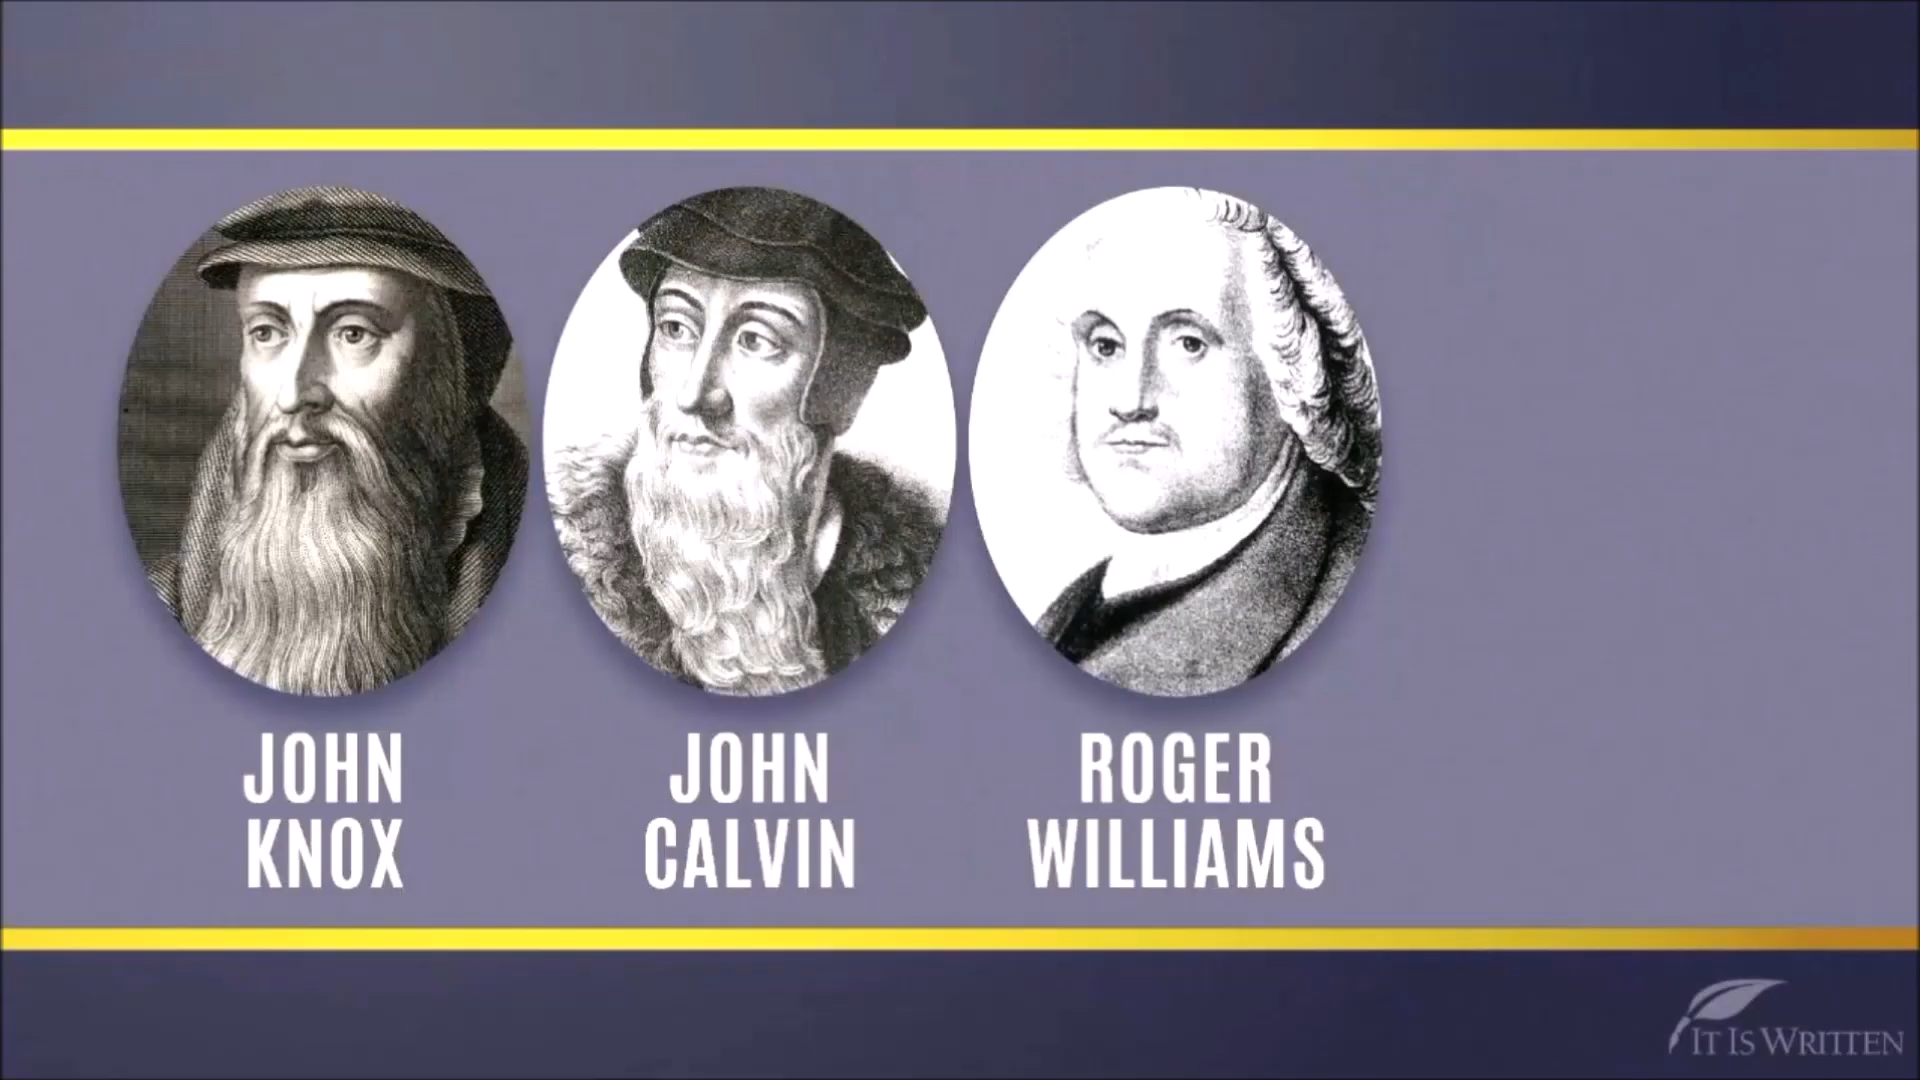 JOHN
KNOX
JOHN
CALVIN
ROGER
WILLIAMS
IT IS WRITTEN